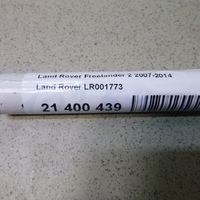 Land Rover Freelander 2 2007-2014
Land Rover LR001773
21 400 439